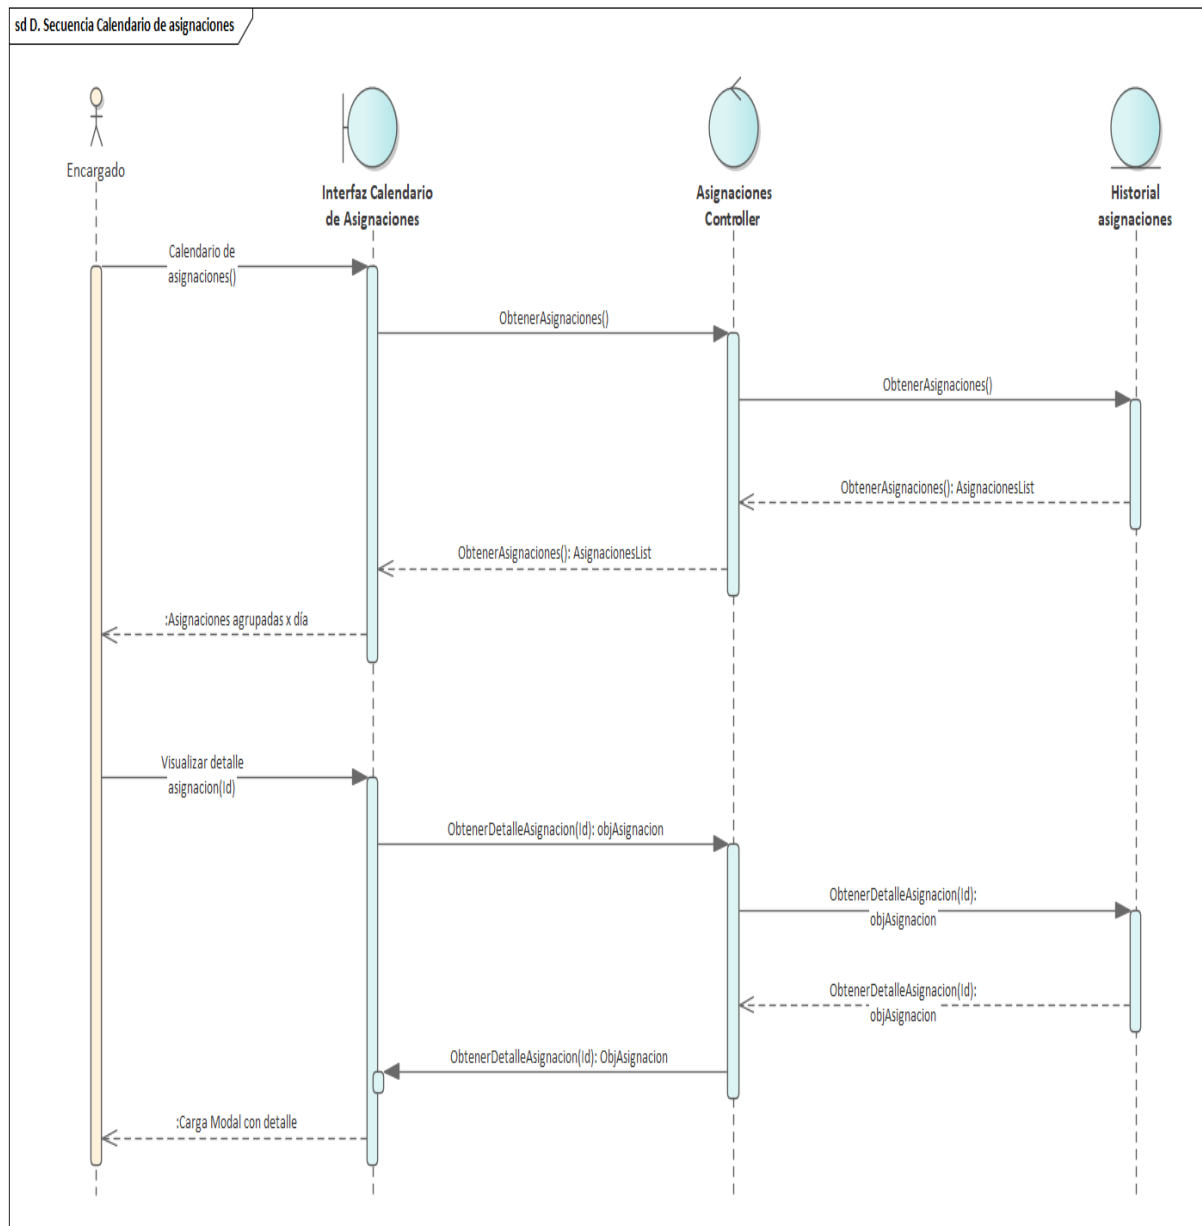 sd D. Secuencia Calendario de asignaciones
Encargado
Interfaz Calendario
de Asignaciones
Asignaciones
Controller
Historial
asignaciones
Calendario de
asignaciones()
ObtenerAsignaciones()
ObtenerAsignaciones()
ObtenerAsignaciones(): AsignacionesList
ObtenerAsignaciones(): AsignacionesList
:Asignaciones agrupadas x día
Visualizar detalle
asignacion(Id)
ObtenerDetalleAsignacion(Id): objAsignacion
ObtenerDetalleAsignacion(Id):
objAsignacion
ObtenerDetalleAsignacion(Id):
objAsignacion
ObtenerDetalleAsignacion(Id): ObjAsignacion
:Carga Modal con detalle